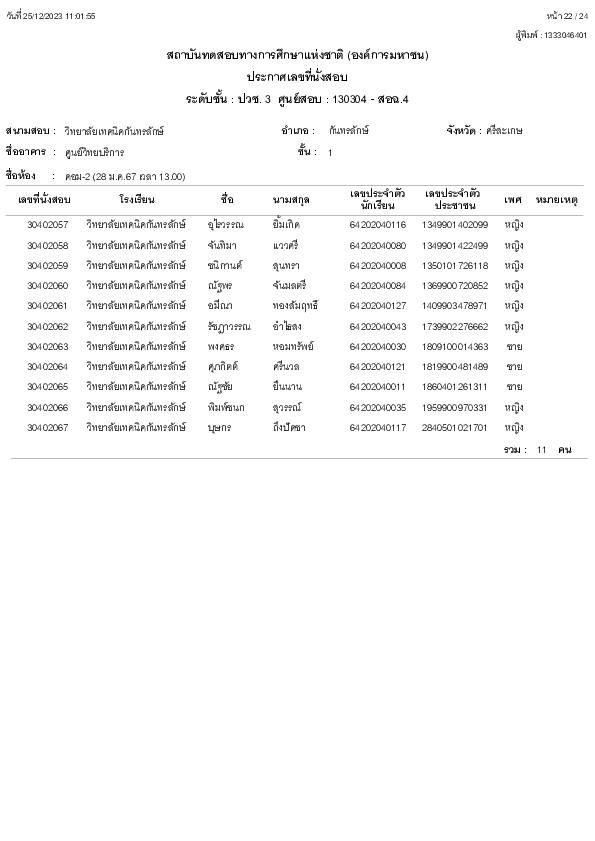 วันที่ 25/12/2023 11:01:55 หน้า 22 / 24
ผู้พิมพ์ : 1333046401
สถาบันทดสอบทางการศึกษาแห่งชาติ (องค์การมหาชน)
ประกาศเลขที่นั่งสอบ
ระดับชั้น : ปวช. 3 ศูนย์สอบ : 130304 - สอฉ.4
สนามสอบ : วิทยาลัยเทคนิคกันทรลักษ์ อำเภอ : กันทรลักษ์ จังหวัด : ศรีสะเกษ
ชื่ออาคาร : ศูนย์วิทยบริการ ชั้น : 1
ชื่อห้อง : คอม-2 (28 ม.ค.67 เวลา 13.00)
เลขที่นั่งสอบ โรงเรียน ชื่อ นามสกุล เลขประจำตัวนักเรียน เลขประจำตัวประชาชน เพศ หมายเหตุ
30402057 วิทยาลัยเทคนิคกันทรลักษ์ อุไรวรรณ ยิ้มเกิด 64202040116 1349901402099 หญิง
30402058 วิทยาลัยเทคนิคกันทรลักษ์ จันทิมา แววศรี 64202040080 1349901422499 หญิง
30402059 วิทยาลัยเทคนิคกันทรลักษ์ ชนิกานต์ สุนทรา 64202040008 1350101726118 หญิง
30402060 วิทยาลัยเทคนิคกันทรลักษ์ ณัฐพร จันมลตรี 64202040084 1369900720852 หญิง
30402061 วิทยาลัยเทคนิคกันทรลักษ์ อมีณา ทองสัมฤทธิ์ 64202040127 1409903478971 หญิง
30402062 วิทยาลัยเทคนิคกันทรลักษ์ รัชฎาวรรณ อำไธสง 64202040043 1739902276662 หญิง
30402063 วิทยาลัยเทคนิคกันทรลักษ์ พงศธร หอมทรัพย์ 64202040030 1809100014363 ชาย
30402064 วิทยาลัยเทคนิคกันทรลักษ์ ศุภกิตต์ ศรีนวล 64202040121 1819900481489 ชาย
30402065 วิทยาลัยเทคนิคกันทรลักษ์ ณัฐชัย ยืนนาน 64202040011 1860401261311 ชาย
30402066 วิทยาลัยเทคนิคกันทรลักษ์ พิมพ์ชนก สุวรรณ์ 64202040035 1959900970331 หญิง
30402067 วิทยาลัยเทคนิคกันทรลักษ์ บุษกร ถึงปัดชา 64202040117 2840501021701 หญิง
รวม : 11 คน